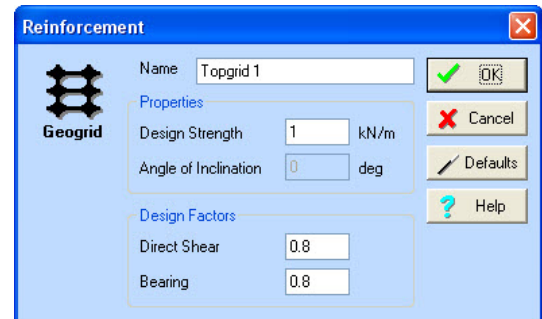 Reinforcement
Name Topgrid 1
OK
Geogrid
Properties
Design Strength 1 kN/m
Cancel
Angle of Inclination 0 deg
Defaults
Design Factors
Help
Direct Shear 0.8
Bearing 0.8